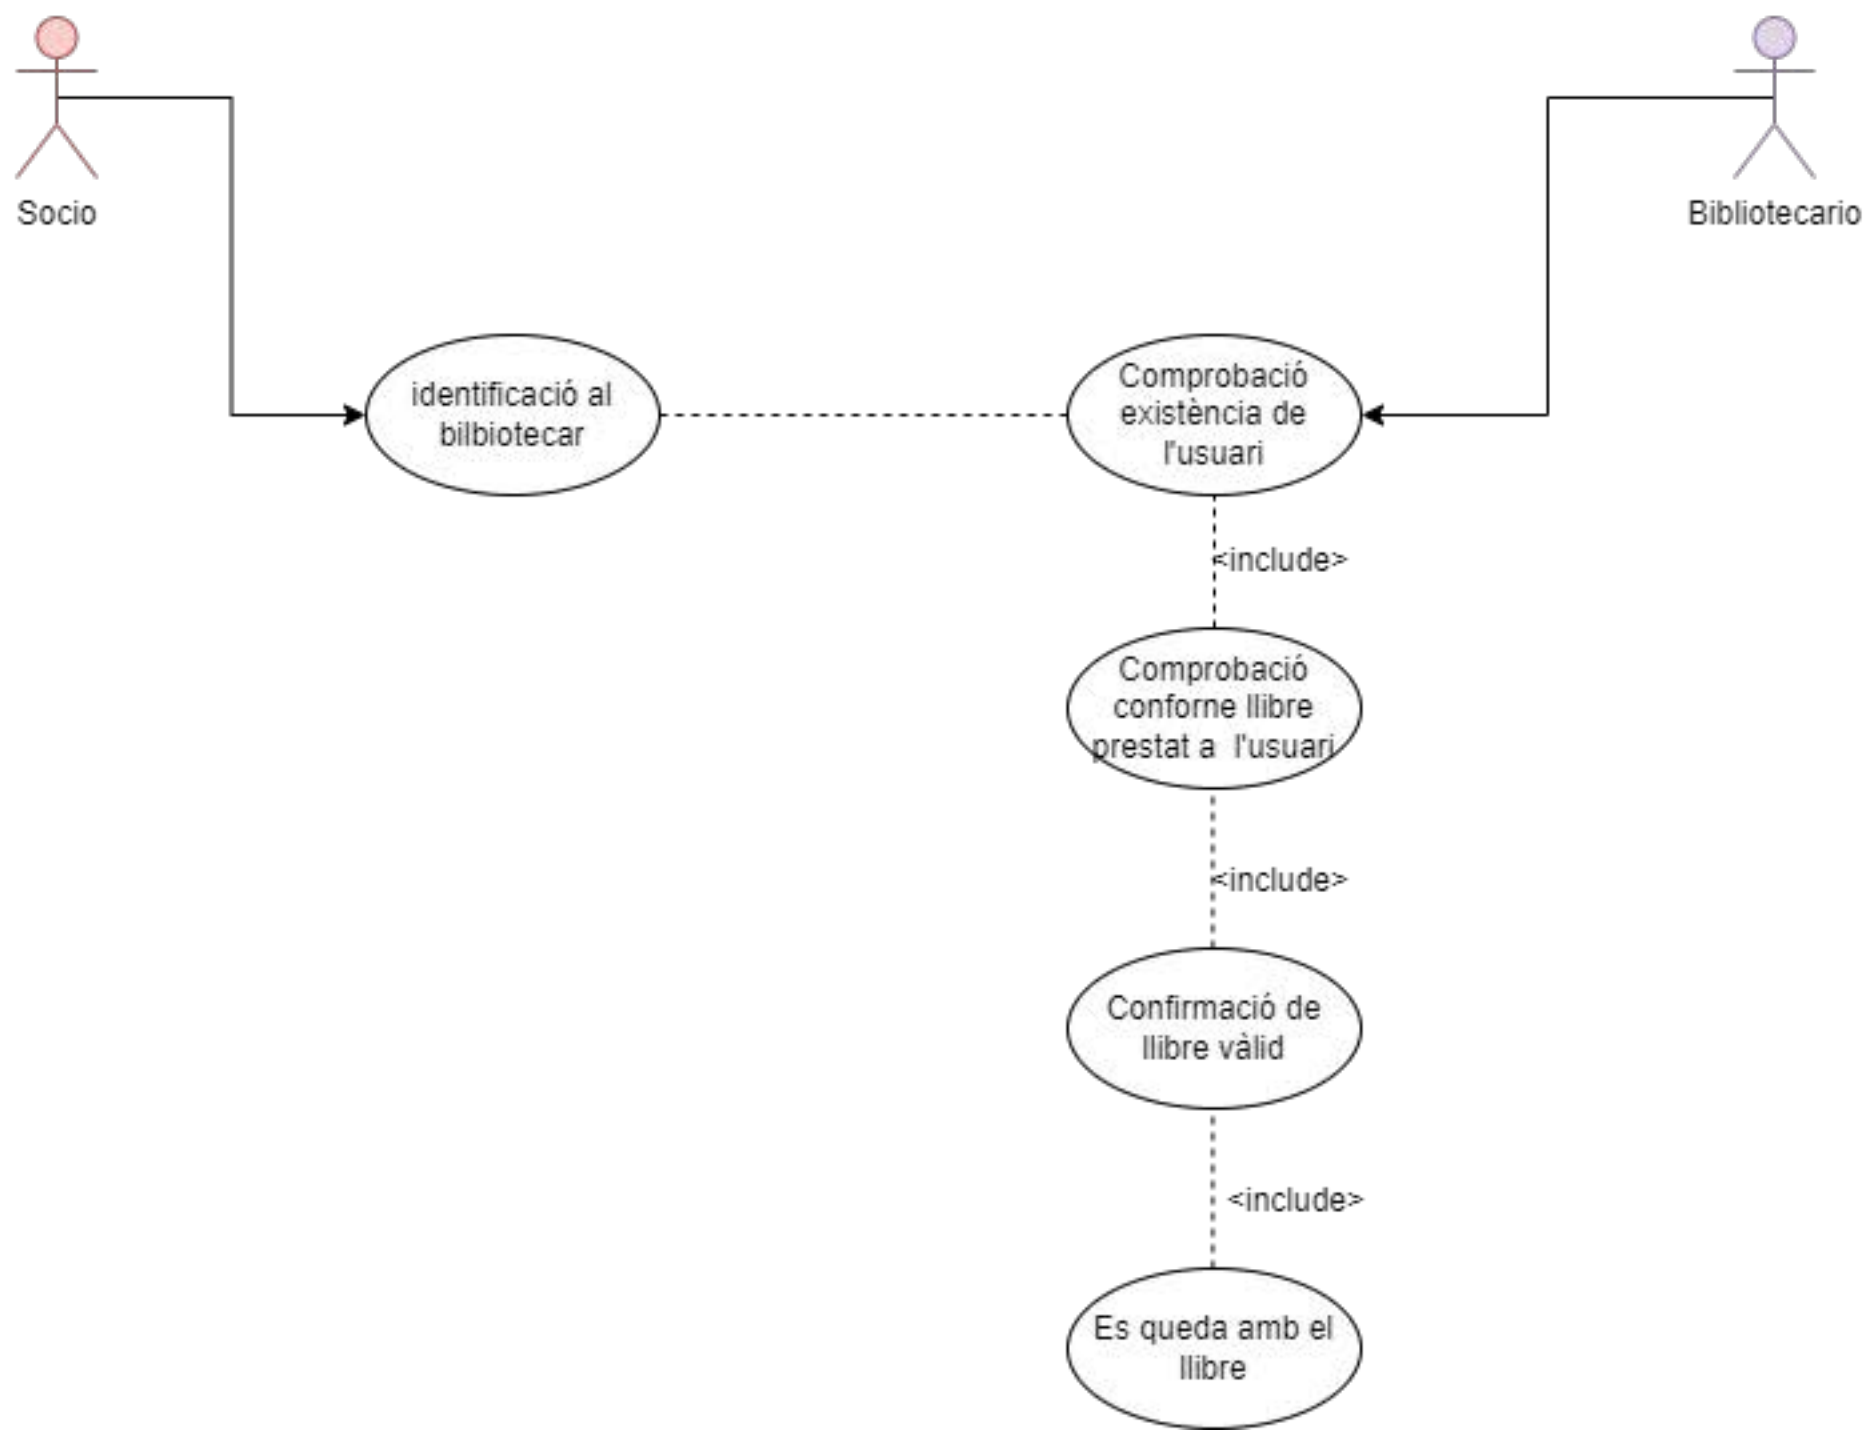 Socio
Bibliotecario
identificació al
bilbiotecar
Comprobació
existència de
l'usuari
<include>
Comprobació
conforne llibre
prestat a  l'usuari
<include>
Confirmació de
llibre vàlid
<include>
Es queda amb el
llibre